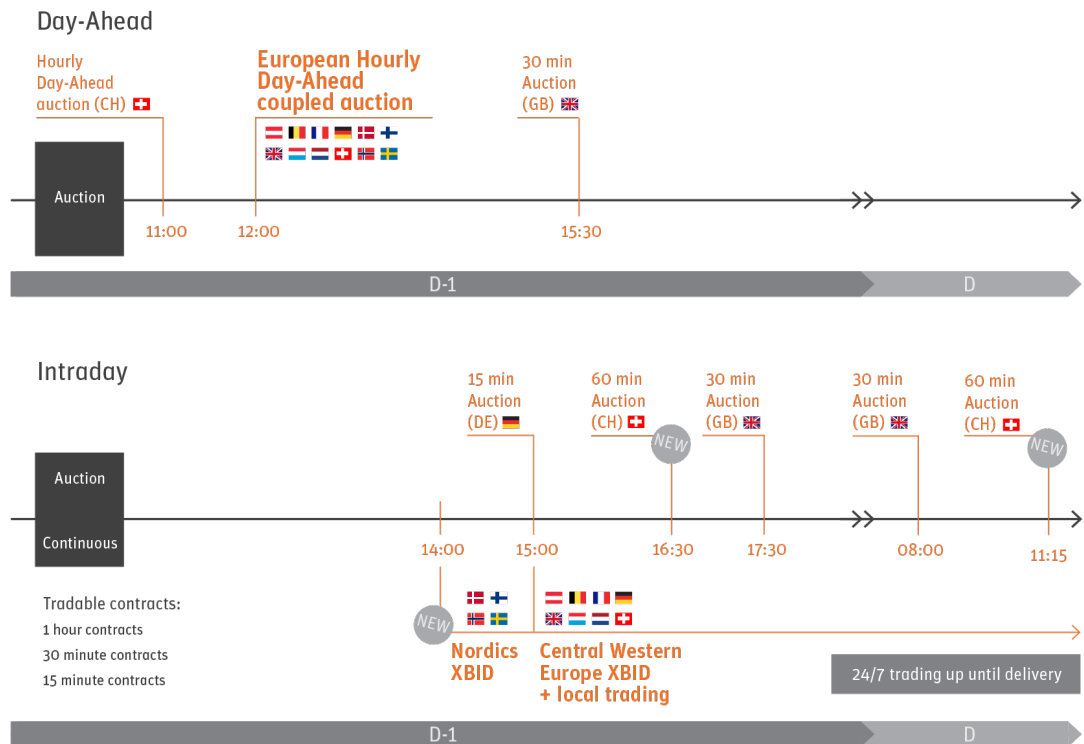 Day-Ahead
Hourly
Day-Ahead
auction (CH)
European Hourly
Day-Ahead
coupled auction
30 min
Auction
(GB)
Auction
11:00
12:00
15:30
D-1
D
Intraday
15 min
Auction
(DE)
60 min
Auction
(CH)
NEW
30 min
Auction
(GB)
30 min
Auction
(GB)
60 min
Auction
(CH)
NEW
Auction
Continuous
14:00
15:00
16:30
17:30
08:00
11:15
Tradable contracts:
1 hour contracts
30 minute contracts
15 minute contracts
NEW
Nordics
XBID
Central Western
Europe XBID
+ local trading
24/7 trading up until delivery
D-1
D